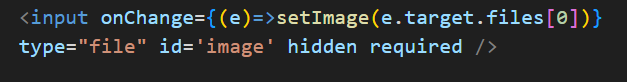 <input onChange={(e)=>setImage(e.target.files[0])}
type="file" id='image' hidden required />